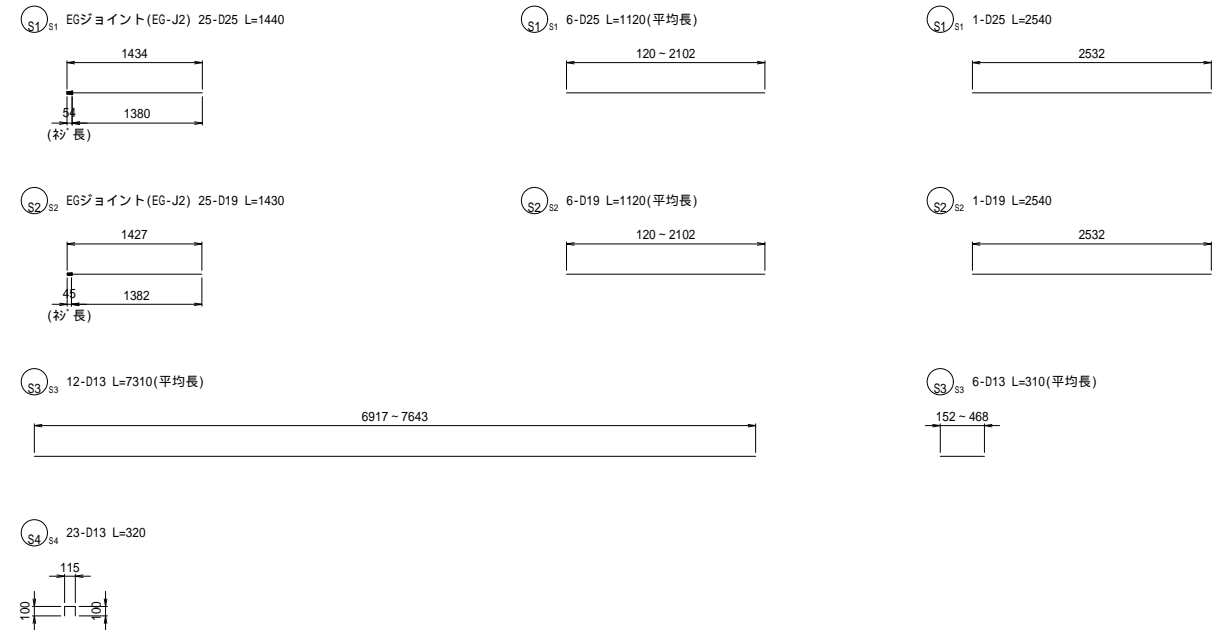 S1 S1 EGジョイント(EG-J2) 25-D25 L=1440
1434
54 1380
(ネジ長)
S1 S1 6-D25 L=1120(平均長)
120~2102
S1 S1 1-D25 L=2540
2532
S2 S2 EGジョイント(EG-J2) 25-D19 L=1430
1427
45 1382
(ネジ長)
S2 S2 6-D19 L=1120(平均長)
120~2102
S2 S2 1-D19 L=2540
2532
S3 S3 12-D13 L=7310(平均長)
6917~7643
S3 S3 6-D13 L=310(平均長)
152~468
S4 S4 23-D13 L=320
115
100 100